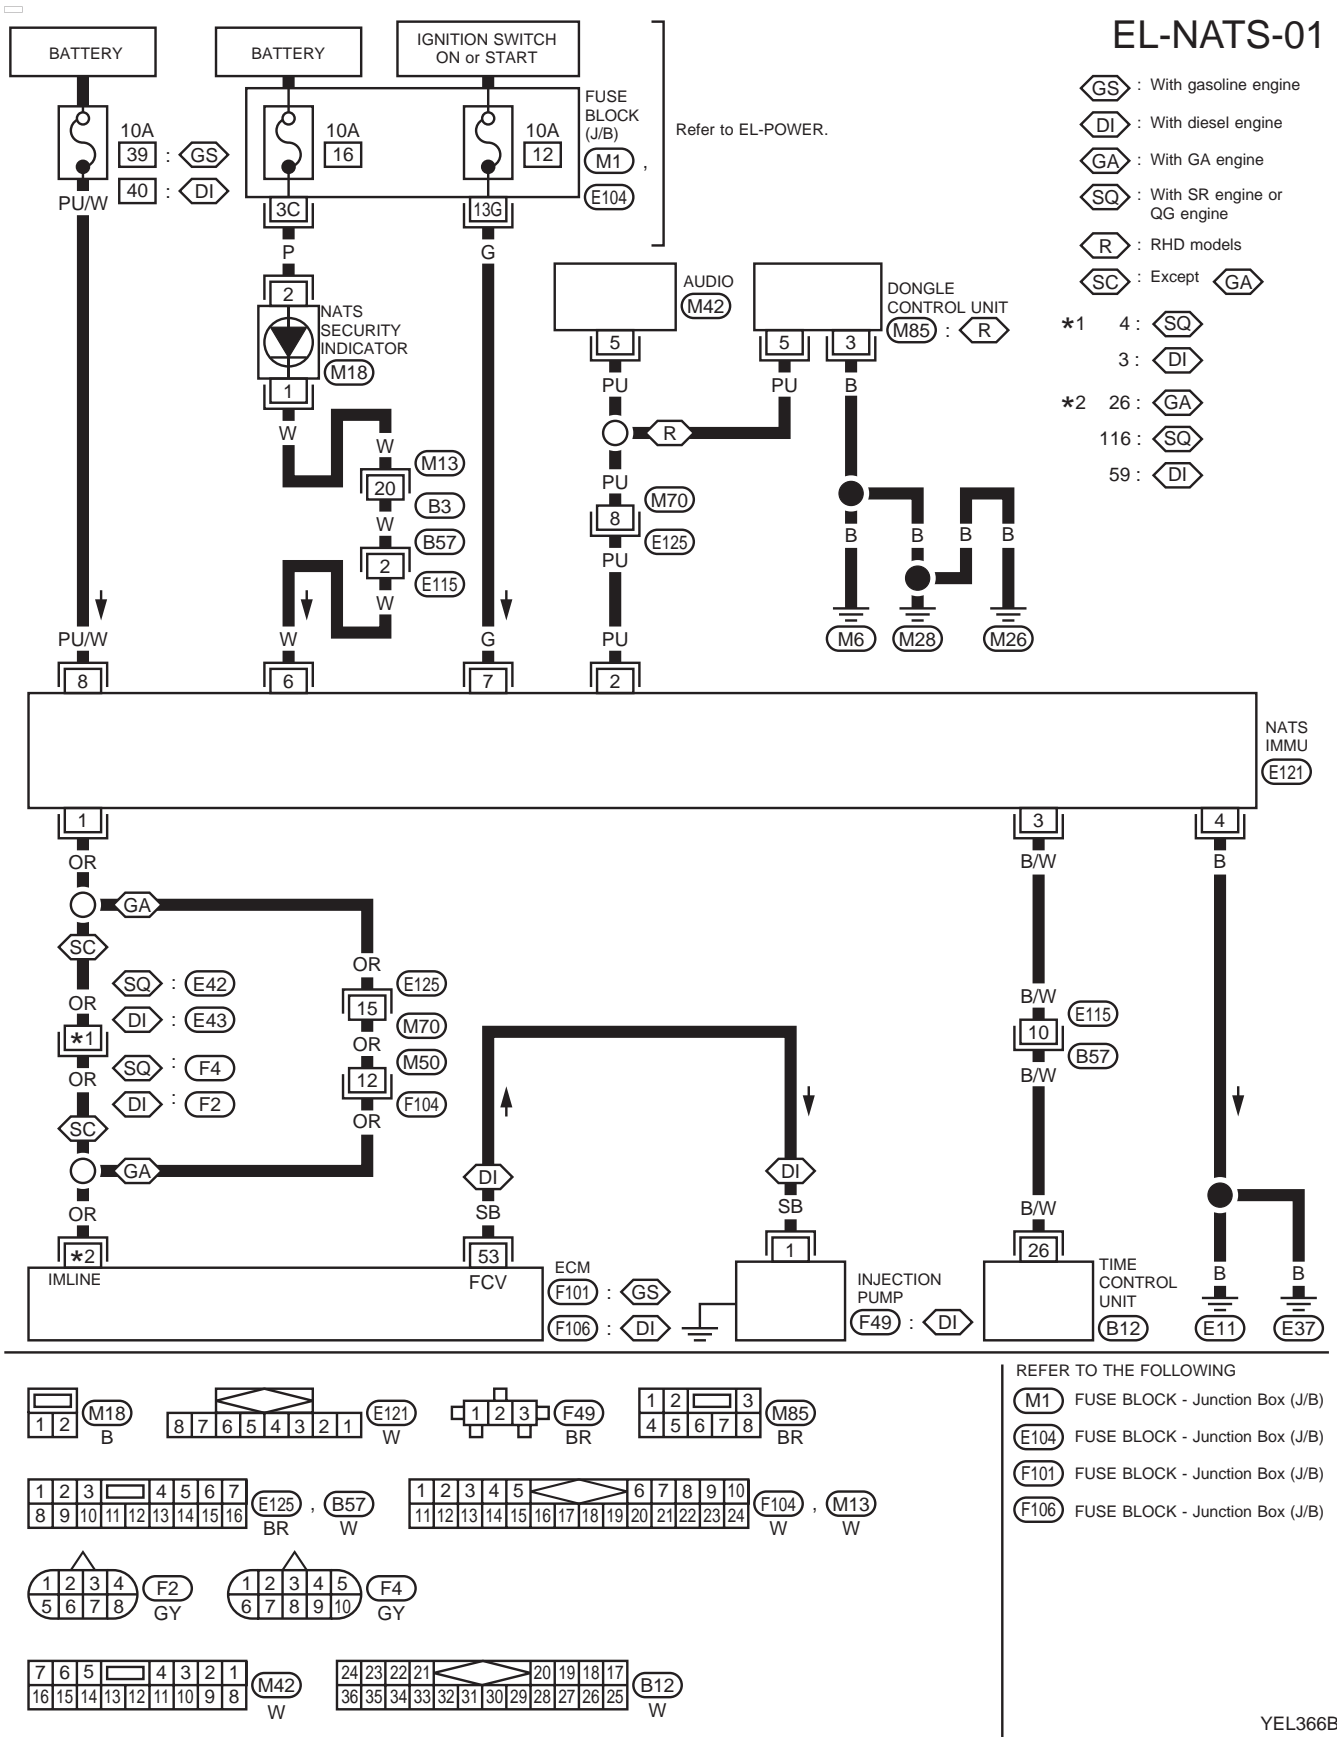 EL-NATS-01
BATTERY
BATTERY
IGNITION SWITCH
ON or START
FUSE
BLOCK
(J/B)
M1 ,
E104
Refer to EL-POWER.
10A
39 : GS
40 : DI
10A
16
10A
12
PU/W
3C
13G
P
G
GS : With gasoline engine
DI : With diesel engine
GA : With GA engine
SQ : With SR engine or
QG engine
R : RHD models
SC : Except GA
*1 4 : SQ
3 : DI
*2 26 : GA
116 : SQ
59 : DI
2
NATS
SECURITY
INDICATOR
M18
1
W
W
M13
20
B3
W
B57
2
E115
W
AUDIO
M42
5
PU
DONGLE
CONTROL UNIT
M85 : R
5
3
PU
B
R
PU
M70
8
E125
PU
B
B
B
B
M6
M28
M26
PU/W
W
G
PU
8
6
7
2
NATS
IMMU
E121
1
3
4
OR
B/W
B
GA
SC
OR
SQ : E42
DI : E43
*1
OR
SQ : F4
DI : F2
SC
GA
OR
OR
E125
15
M70
OR
M50
12
F104
OR
B/W
E115
10
B57
B/W
DI
SB
DI
SB
B/W
*2
53
1
26
IMLINE
FCV
ECM
F101 : GS
F106 : DI
INJECTION
PUMP
F49 : DI
TIME
CONTROL
UNIT
B12
B
B
E11
E37
1 2
M18
B
8 7 6 5 4 3 2 1
E121
W
1 2 3
F49
BR
1 2 3
4 5 6 7 8
M85
BR
1 2 3 4 5 6 7
8 9 10 11 12 13 14 15 16
E125 , B57
BR W
1 2 3 4 5 6 7 8 9 10
11 12 13 14 15 16 17 18 19 20 21 22 23 24
F104 , M13
W W
1 2 3 4
5 6 7 8
F2
GY
1 2 3 4 5
6 7 8 9 10
F4
GY
7 6 5 4 3 2 1
16 15 14 13 12 11 10 9 8
M42
W
24 23 22 21 20 19 18 17
36 35 34 33 32 31 30 29 28 27 26 25
B12
W
REFER TO THE FOLLOWING
M1 FUSE BLOCK - Junction Box (J/B)
E104 FUSE BLOCK - Junction Box (J/B)
F101 FUSE BLOCK - Junction Box (J/B)
F106 FUSE BLOCK - Junction Box (J/B)
YEL366B